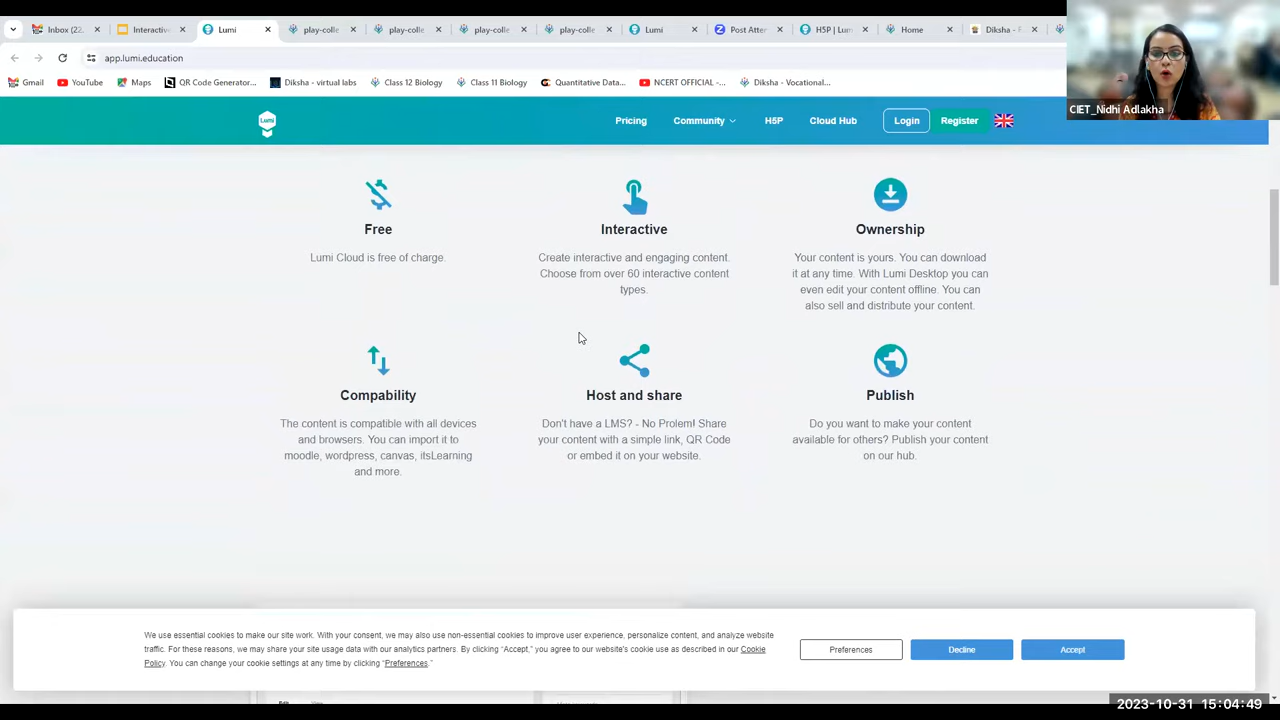 Inbox (22.
Interactiv
Lumi
play-colle
play-colle
play-colle
play-colle
Lumi
Post Atter
H5P | Lum
Home
Diksha - F
app.lumi.education
Gmail
YouTube
Maps
QR Code Generator...
Diksha - virtual labs
Class 12 Biology
Class 11 Biology
Quantitative Data...
NCERT OFFICIAL -...
Diksha - Vocational...
CIET_Nidhi Adlakha
Lumi
Pricing
Community
H5P
Cloud Hub
Login
Register
Free
Lumi Cloud is free of charge.
Interactive
Create interactive and engaging content.
Choose from over 60 interactive content
types.
Ownership
Your content is yours. You can download
it at any time. With Lumi Desktop you can
even edit your content offline. You can
also sell and distribute your content.
Compability
The content is compatible with all devices
and browsers. You can import it to
moodle, wordpress, canvas, itsLearning
and more.
Host and share
Don't have a LMS? - No Prolem! Share
your content with a simple link, QR Code
or embed it on your website.
Publish
Do you want to make your content
available for others? Publish your content
on our hub.
We use essential cookies to make our site work. With your consent, we may also use non-essential cookies to improve user experience, personalize content, and analyze website
traffic. For these reasons, we may share your site usage data with our analytics partners. By clicking “Accept,” you agree to our website's cookie use as described in our Cookie
Policy. You can change your cookie settings at any time by clicking “Preferences.”
Preferences
Decline
Accept
2023-10-31 15:04:49